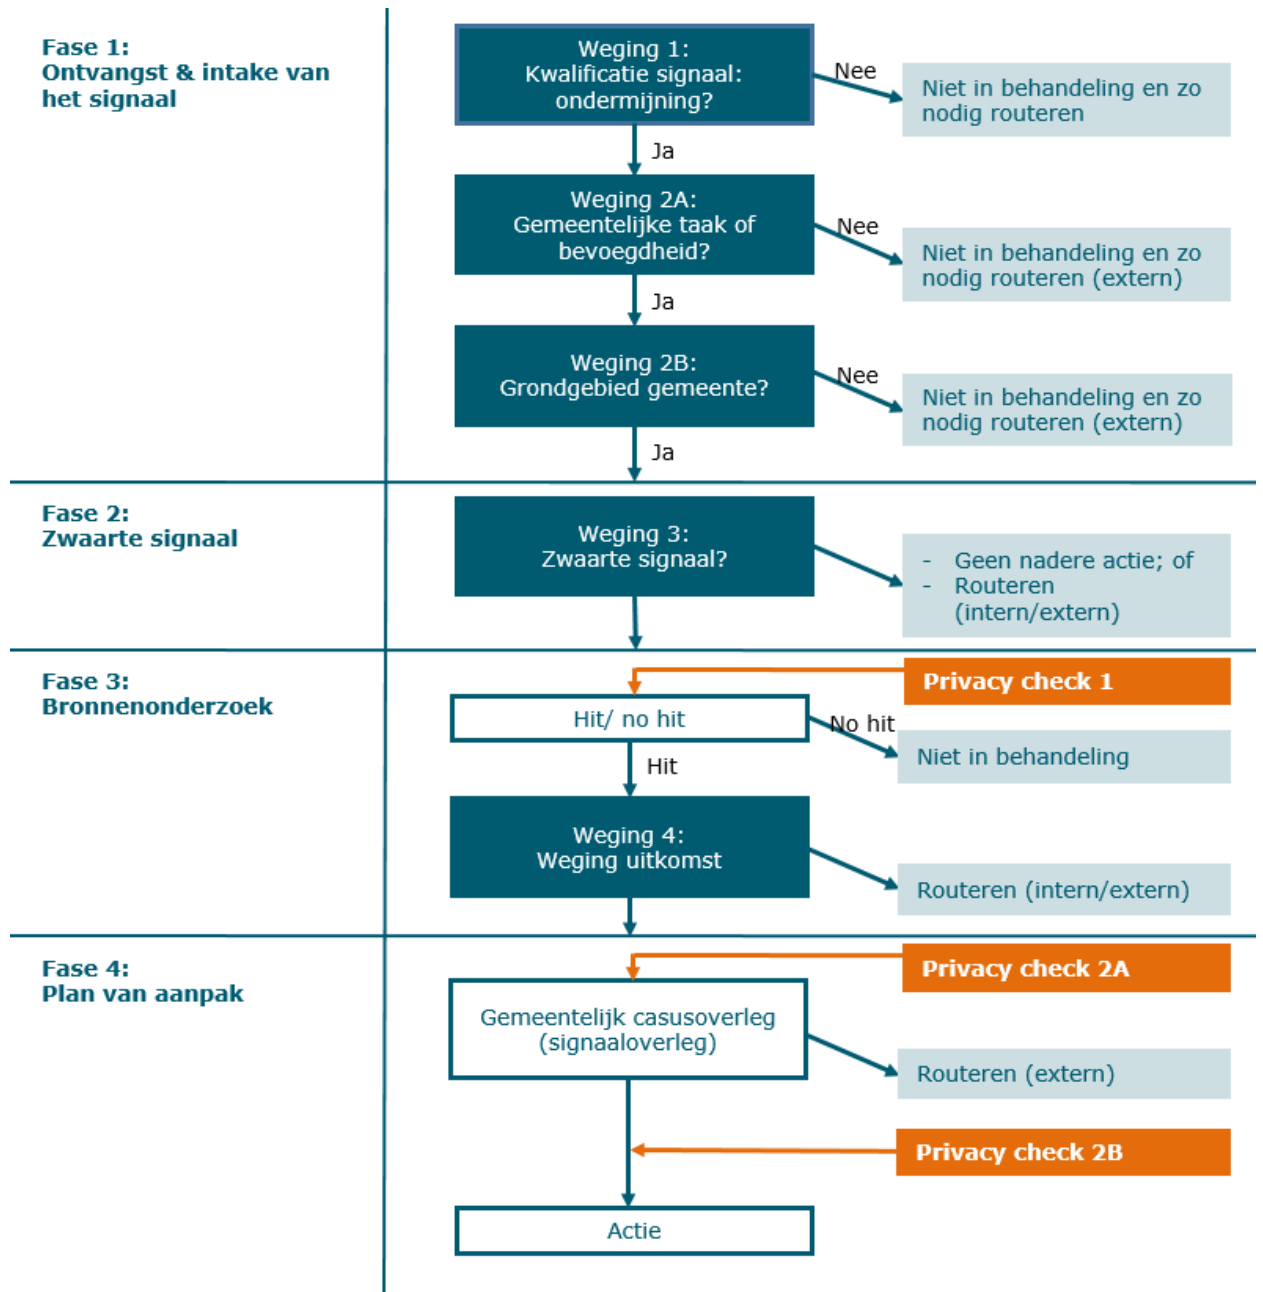 Fase 1:
Ontvangst & intake van
het signaal
Weging 1:
Kwalificatie signaal:
ondermijning?
Nee
Niet in behandeling en zo
nodig routeren
Ja
Weging 2A:
Gemeentelijke taak of
bevoegdheid?
Nee
Niet in behandeling en zo
nodig routeren (extern)
Ja
Weging 2B:
Grondgebied gemeente?
Nee
Niet in behandeling en zo
nodig routeren (extern)
Ja
Fase 2:
Zwaarte signaal
Weging 3:
Zwaarte signaal?
- Geen nadere actie; of
- Routeren
(intern/extern)
Fase 3:
Bronnenonderzoek
Privacy check 1
Hit/ no hit
No hit
Niet in behandeling
Hit
Weging 4:
Weging uitkomst
Routeren (intern/extern)
Fase 4:
Plan van aanpak
Privacy check 2A
Gemeentelijk casusoverleg
(signaaloverleg)
Routeren (extern)
Privacy check 2B
Actie